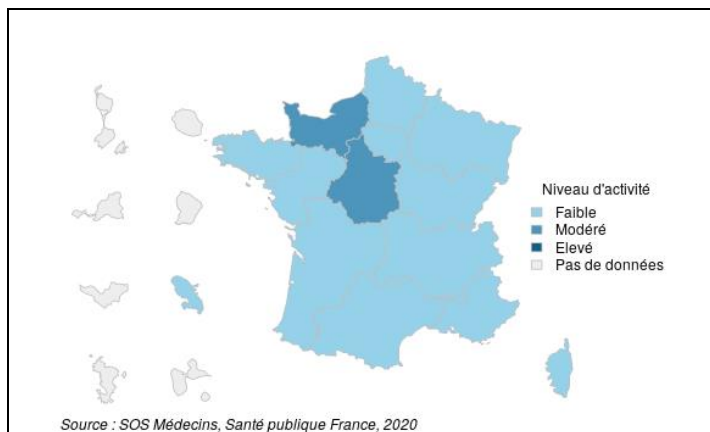 Niveau d'activité
Faible
Modéré
Elevé
Pas de données
Source : SOS Médecins, Santé publique France, 2020